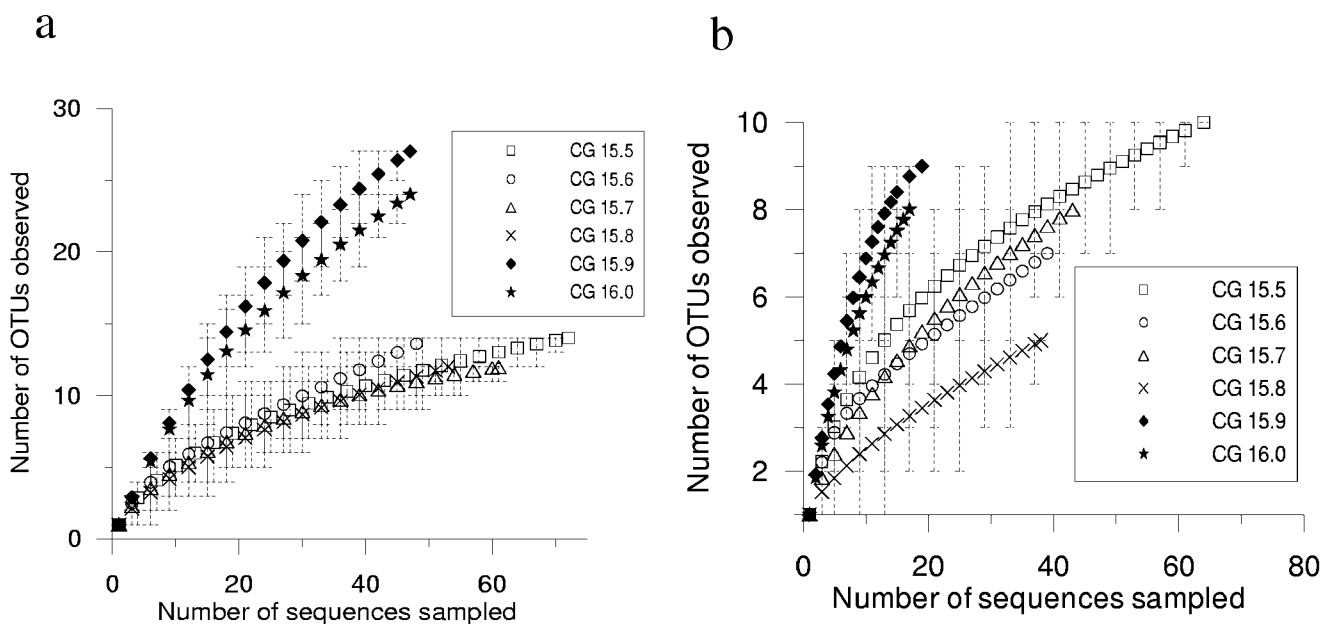 a
30
20
10
0
Number of OTUs observed
CG 15.5
CG 15.6
CG 15.7
CG 15.8
CG 15.9
CG 16.0
0 20 40 60
Number of sequences sampled
b
10
8
6
4
2
Number of OTUs observed
CG 15.5
CG 15.6
CG 15.7
CG 15.8
CG 15.9
CG 16.0
0 20 40 60 80
Number of sequences sampled